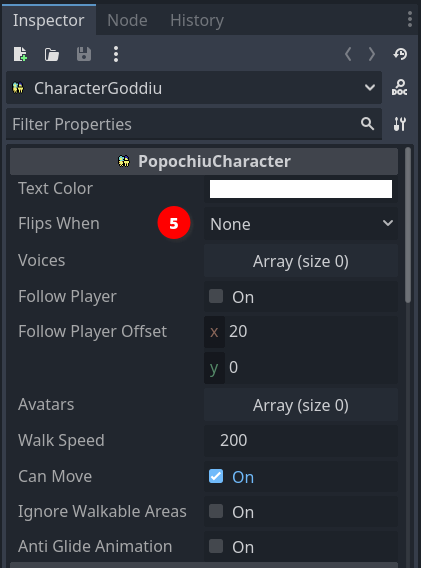 Inspector Node History
CharacterGoddiu DOC
Filter Properties
PopochiuCharacter
Text Color
Flips When 5 None
Voices Array (size 0)
Follow Player On
Follow Player Offset x 20
y 0
Avatars Array (size 0)
Walk Speed 200
Can Move On
Ignore Walkable Areas On
Anti Glide Animation On